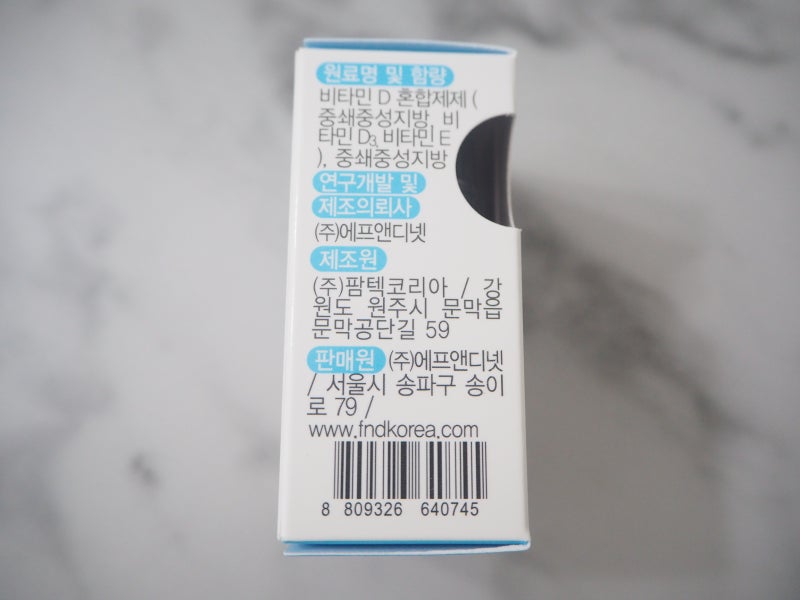 원료명 및 함량
비타민 D 혼합제제 (
중쇄중성지방, 비
타민 D3, 비타민 E
), 중쇄중성지방
연구개발 및
제조의뢰사
(주)에프앤디넷
제조원
(주)팜텍코리아 / 강
원도 원주시 문막읍
문막공단길 59
판매원 (주)에프앤디넷
/ 서울시 송파구 송이
로 79 /
www.fndkorea.com
8 809326 640745